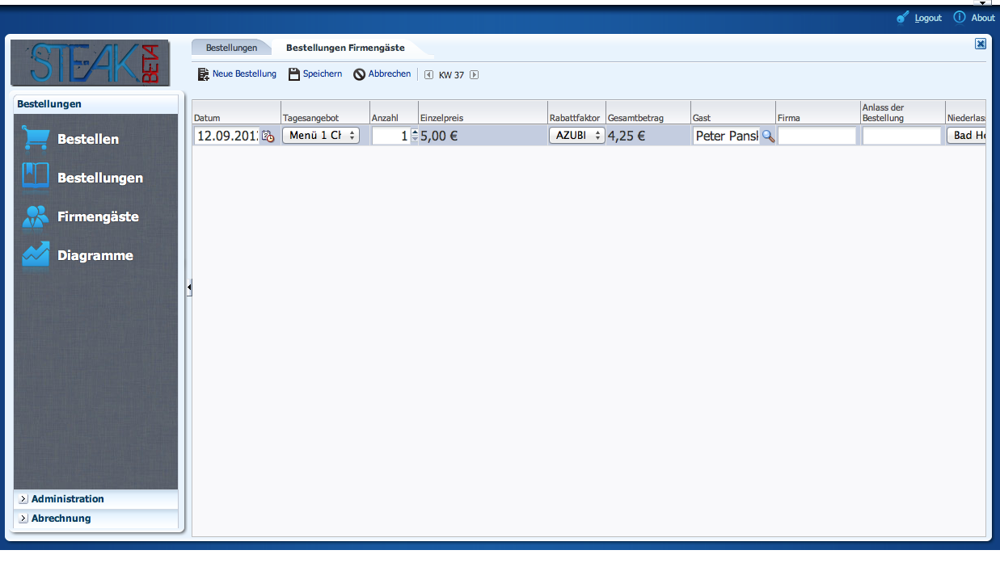 Logout About
STEAK BETA
Bestellungen Bestellungen Firmengäste
Neue Bestellung Speichern Abbrechen KW 37
Bestellungen
Bestellen
Bestellungen
Firmengäste
Diagramme
Administration
Abrechnung
Datum Tagesangebot Anzahl Einzelpreis Rabattfaktor Gesamtbetrag Gast Firma Anlass der
Bestellung Niederlas
12.09.201 Menü 1 Ch 1 5,00 € AZUBI 4,25 € Peter Pansl Bad Ho